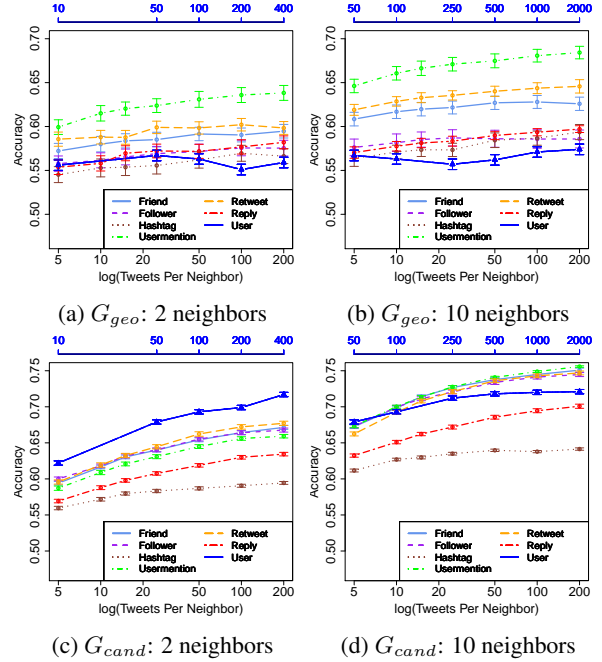 10 50 100 200 400
50 100 250 500 1000 2000
Accuracy
0.50 0.55 0.60 0.65 0.70
Friend Retweet
Follower Reply
Hashtag User
Usermention
5 10 20 50 100 200
log(Tweets Per Neighbor)
(a) G_geo: 2 neighbors
Accuracy
0.50 0.55 0.60 0.65 0.70
Friend Retweet
Follower Reply
Hashtag User
Usermention
5 10 20 50 100 200
log(Tweets Per Neighbor)
(b) G_geo: 10 neighbors
10 50 100 200 400
50 100 250 500 1000 2000
Accuracy
0.50 0.55 0.60 0.65 0.70 0.75
Friend Retweet
Follower Reply
Hashtag User
Usermention
5 10 20 50 100 200
log(Tweets Per Neighbor)
(c) G_cand: 2 neighbors
Accuracy
0.50 0.55 0.60 0.65 0.70 0.75
Friend Retweet
Follower Reply
Hashtag User
Usermention
5 10 20 50 100 200
log(Tweets Per Neighbor)
(d) G_cand: 10 neighbors